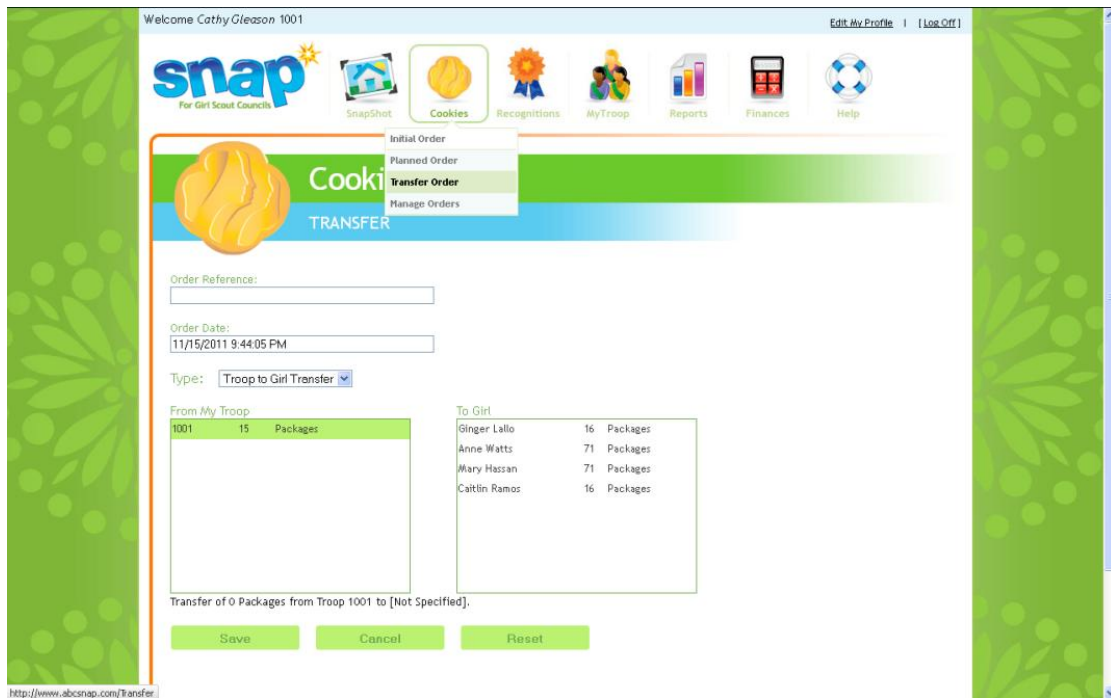 Welcome Cathy Gleason 1001
Edit My Profile | [Log Off]
snap
For Girl Scout Councils
SnapShot
Cookies
Recognitions
MyTroop
Reports
Finances
Help
Initial Order
Planned Order
Transfer Order
Manage Orders
Cooki
TRANSFER
Order Reference:
Order Date:
11/15/2011 9:44:05 PM
Type: Troop to Girl Transfer
From My Troop
1001 15 Packages
To Girl
Ginger Lallo 16 Packages
Anne Watts 71 Packages
Mary Hassan 71 Packages
Caitlin Ramos 16 Packages
Transfer of 0 Packages from Troop 1001 to [Not Specified].
Save Cancel Reset
http://www.abcsnap.com/Transfer